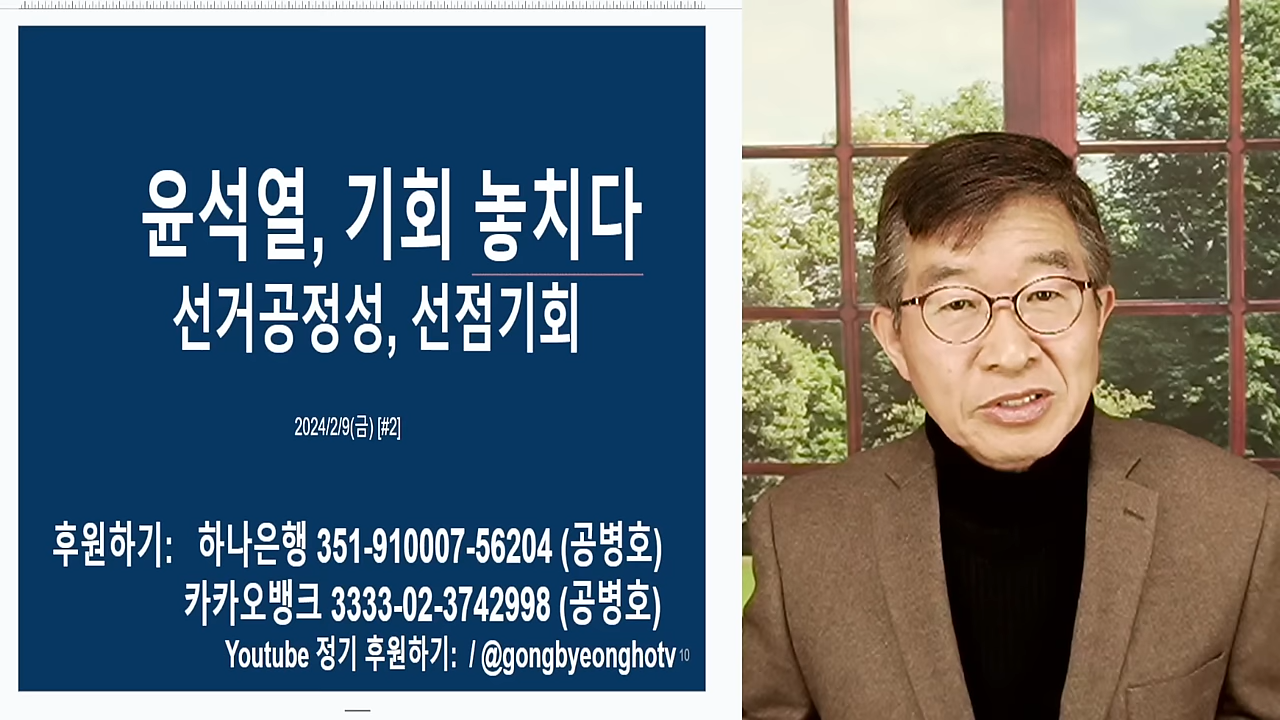 윤석열, 기회 놓치다
선거공정성, 선점기회
2024/2/9(금) [#2]
후원하기: 하나은행 351-910007-56204 (공병호)
카카오뱅크 3333-02-3742998 (공병호)
Youtube 정기 후원하기: / @gongbyeonghotv 10